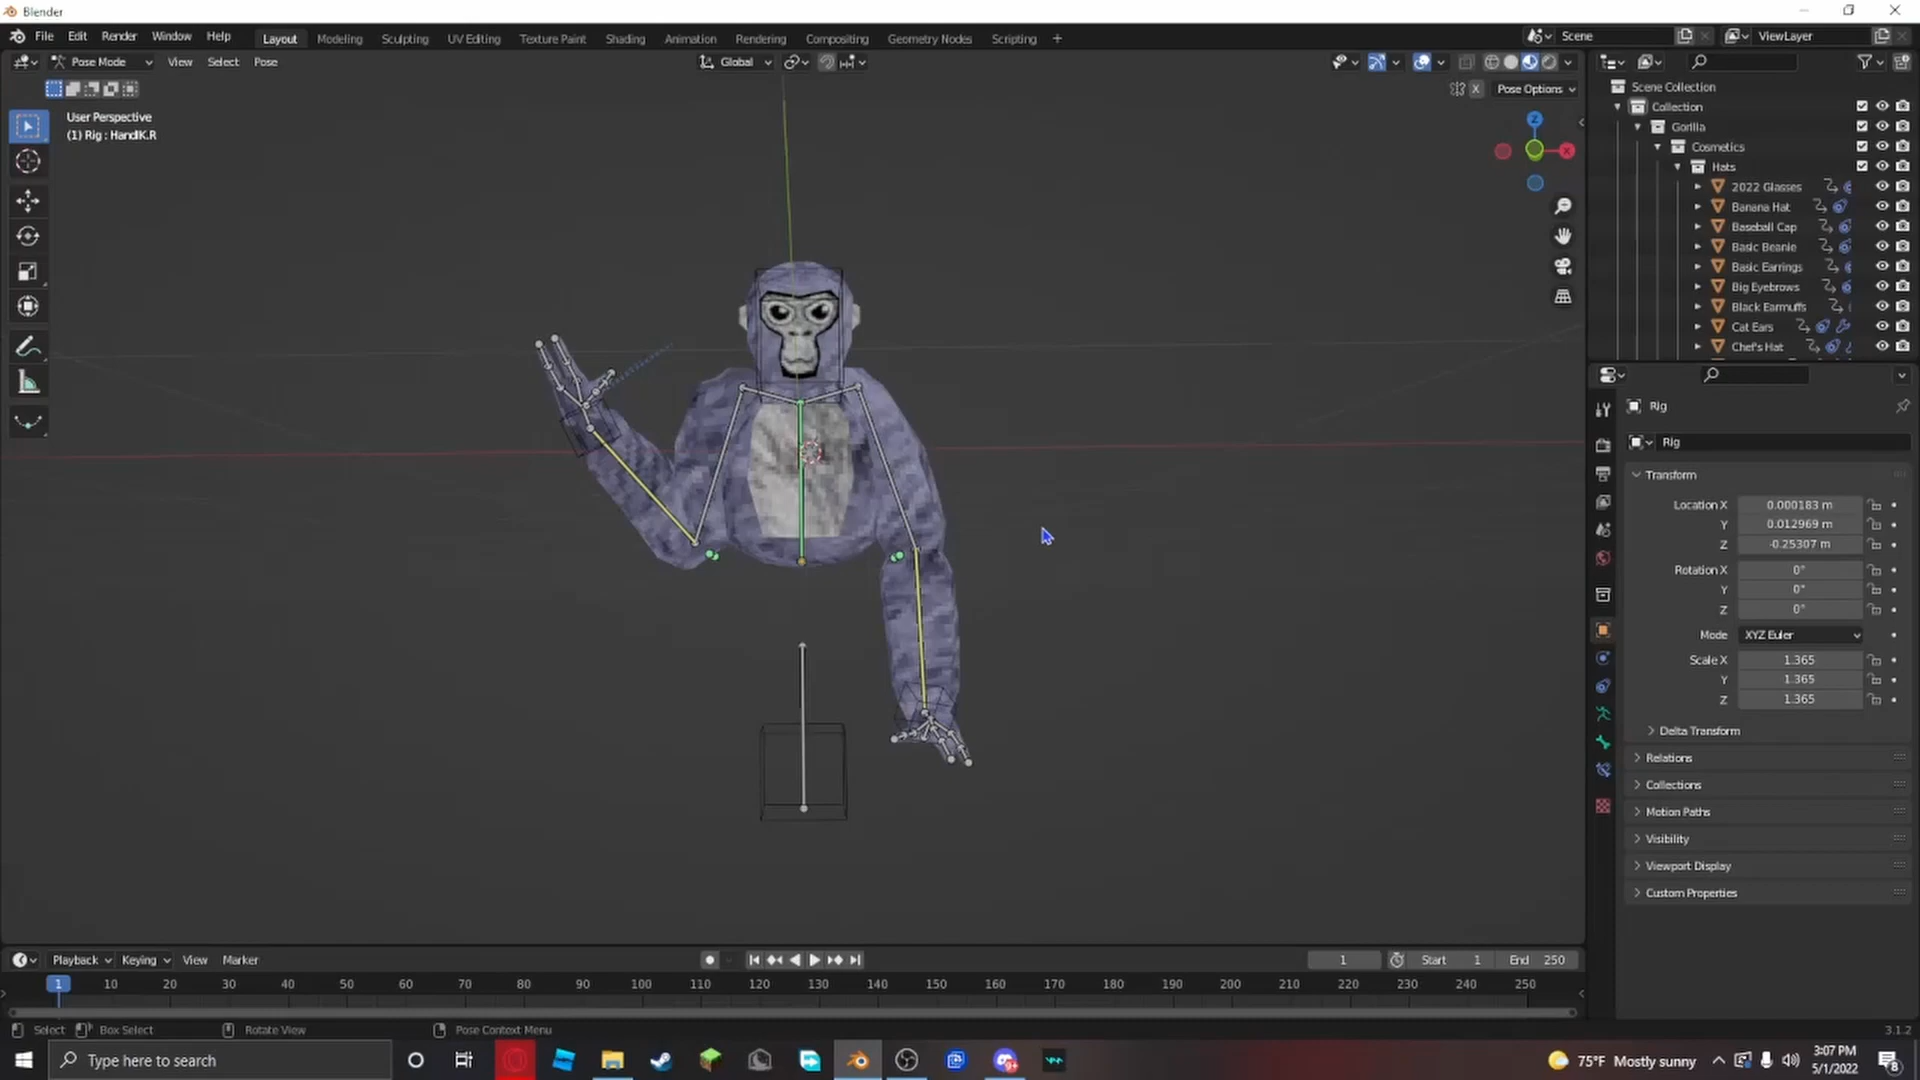 Blender
File Edit Render Window Help Layout Modeling Sculpting UV Editing Texture Paint Shading Animation Rendering Compositing Geometry Nodes Scripting + Scene ViewLayer
Pose Mode View Select Pose Global
X Pose Options
User Perspective
(1) Rig : HandIK.R
Z
X
Scene Collection
Collection
Gorilla
Cosmetics
Hats
2022 Glasses
Banana Hat
Baseball Cap
Basic Beanie
Basic Earrings
Big Eyebrows
Black Earmuffs
Cat Ears
Chef's Hat
Rig
Rig
Transform
Location X 0.000183 m
Y 0.012969 m
Z -0.25307 m
Rotation X 0°
Y 0°
Z 0°
Mode XYZ Euler
Scale X 1.365
Y 1.365
Z 1.365
Delta Transform
Relations
Collections
Motion Paths
Visibility
Viewport Display
Custom Properties
Playback Keying View Marker 1 Start 1 End 250
1 10 20 30 40 50 60 70 80 90 100 110 120 130 140 150 160 170 180 190 200 210 220 230 240 250
Select Box Select Rotate View Pose Context Menu 3.1.2
Type here to search 75°F Mostly sunny 3:07 PM
5/1/2022
8